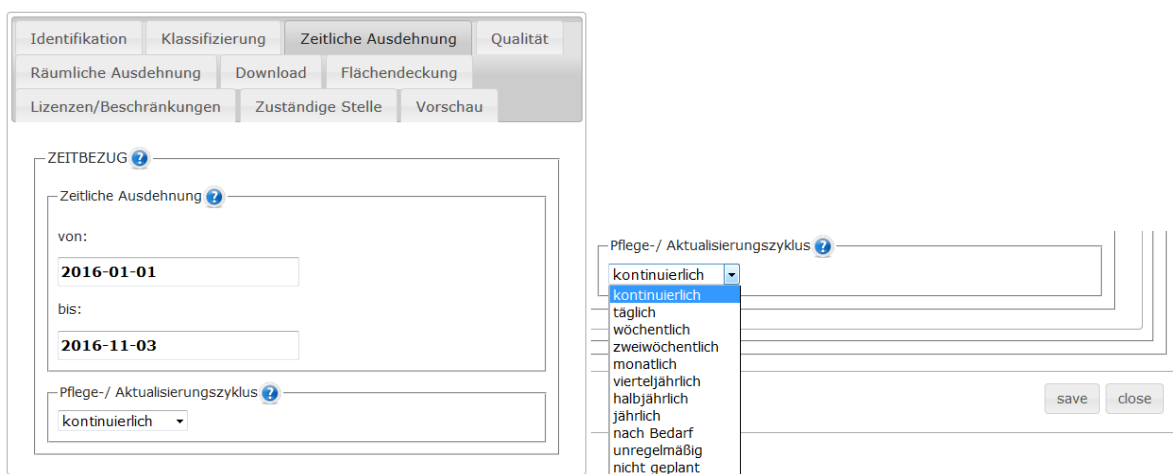 Identifikation Klassifizierung Zeitliche Ausdehnung Qualität
Räumliche Ausdehnung Download Flächendeckung
Lizenzen/Beschränkungen Zuständige Stelle Vorschau
ZEITBEZUG ?
Zeitliche Ausdehnung ?
von:
2016-01-01
bis:
2016-11-03
Pflege-/ Aktualisierungszyklus ?
kontinuierlich
Pflege-/ Aktualisierungszyklus ?
kontinuierlich
kontinuierlich
täglich
wöchentlich
zweiwöchentlich
monatlich
vierteljährlich
halbjährlich
jährlich
nach Bedarf
unregelmäßig
nicht geplant
save close